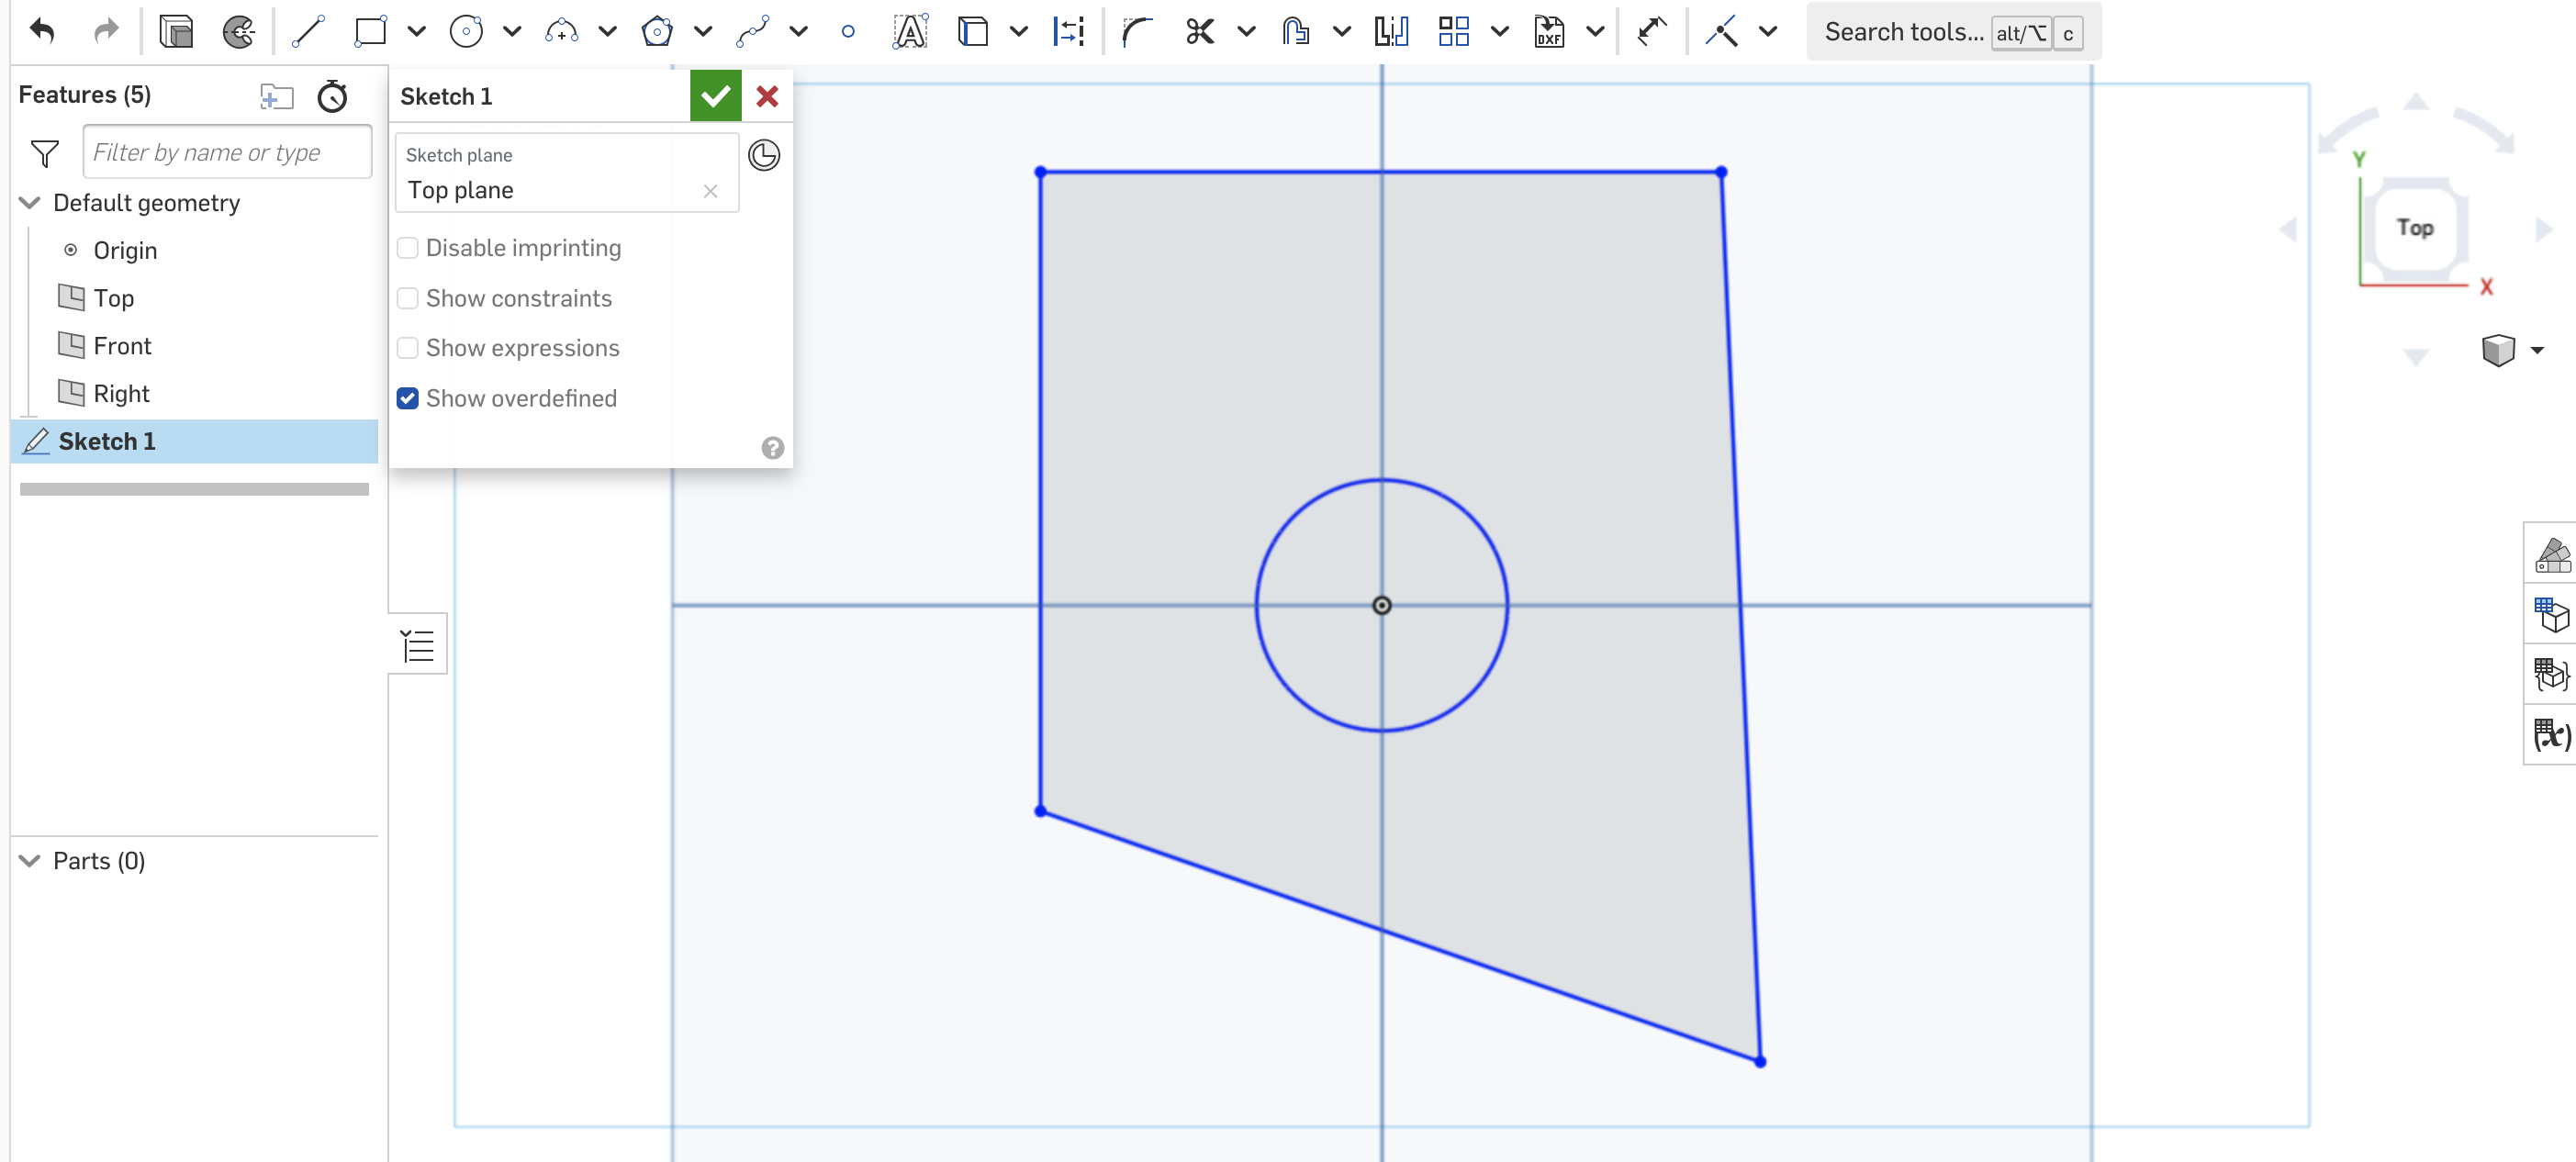 A
DXF
Search tools... alt/⌥ c
Features (5)
Filter by name or type
Default geometry
Origin
Top
Front
Right
Sketch 1
Parts (0)
Sketch 1
Sketch plane
Top plane
Disable imprinting
Show constraints
Show expressions
Show overdefined
?
Y
Top
X
(x)